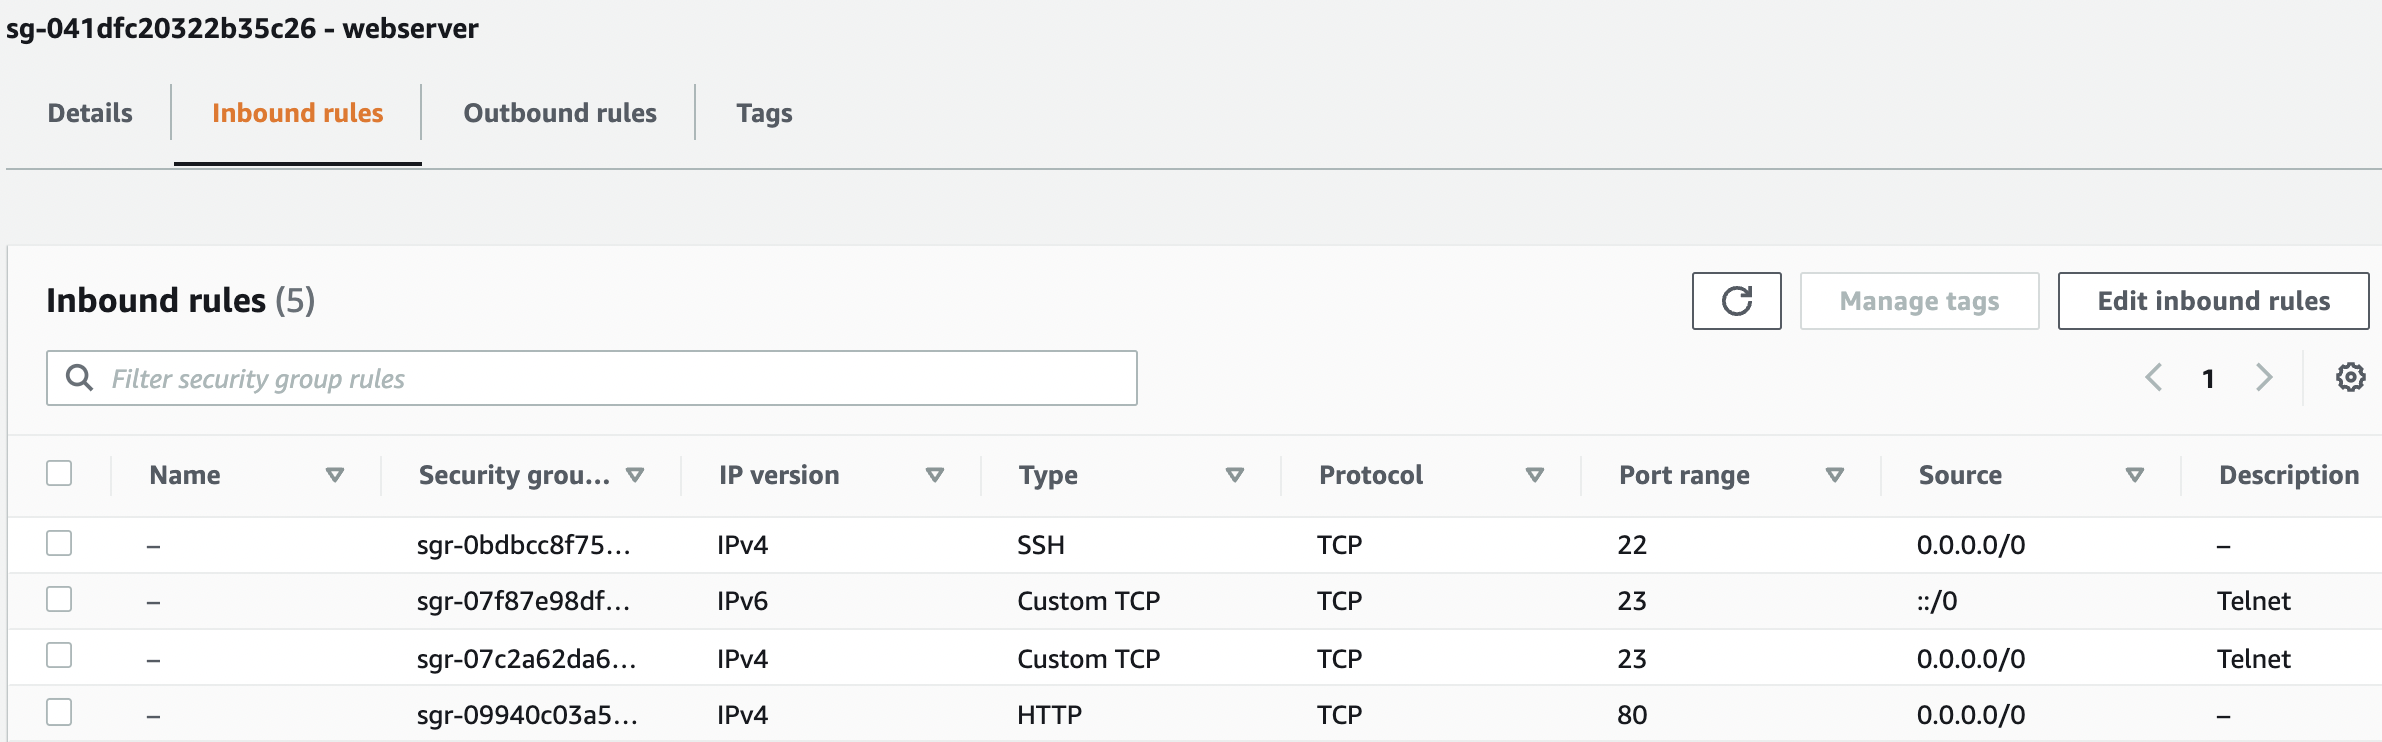 sg-041dfc20322b35c26 - webserver
Details Inbound rules Outbound rules Tags
Inbound rules (5) Manage tags Edit inbound rules
Filter security group rules 1
Name Security grou... IP version Type Protocol Port range Source Description
– sgr-0bdbcc8f75... IPv4 SSH TCP 22 0.0.0.0/0 –
– sgr-07f87e98df... IPv6 Custom TCP TCP 23 ::/0 Telnet
– sgr-07c2a62da6... IPv4 Custom TCP TCP 23 0.0.0.0/0 Telnet
– sgr-09940c03a5... IPv4 HTTP TCP 80 0.0.0.0/0 –